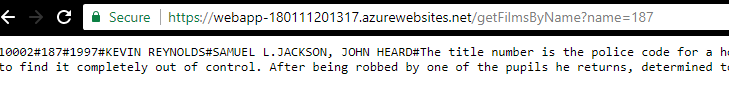 Secure https://webapp-180111201317.azurewebsites.net/getFilmsByName?name=187
10002#187#1997#KEVIN REYNOLDS#SAMUEL L.JACKSON, JOHN HEARD#The title number is the police code for a
to find it completely out of control. After being robbed by one of the pupils he returns, determined